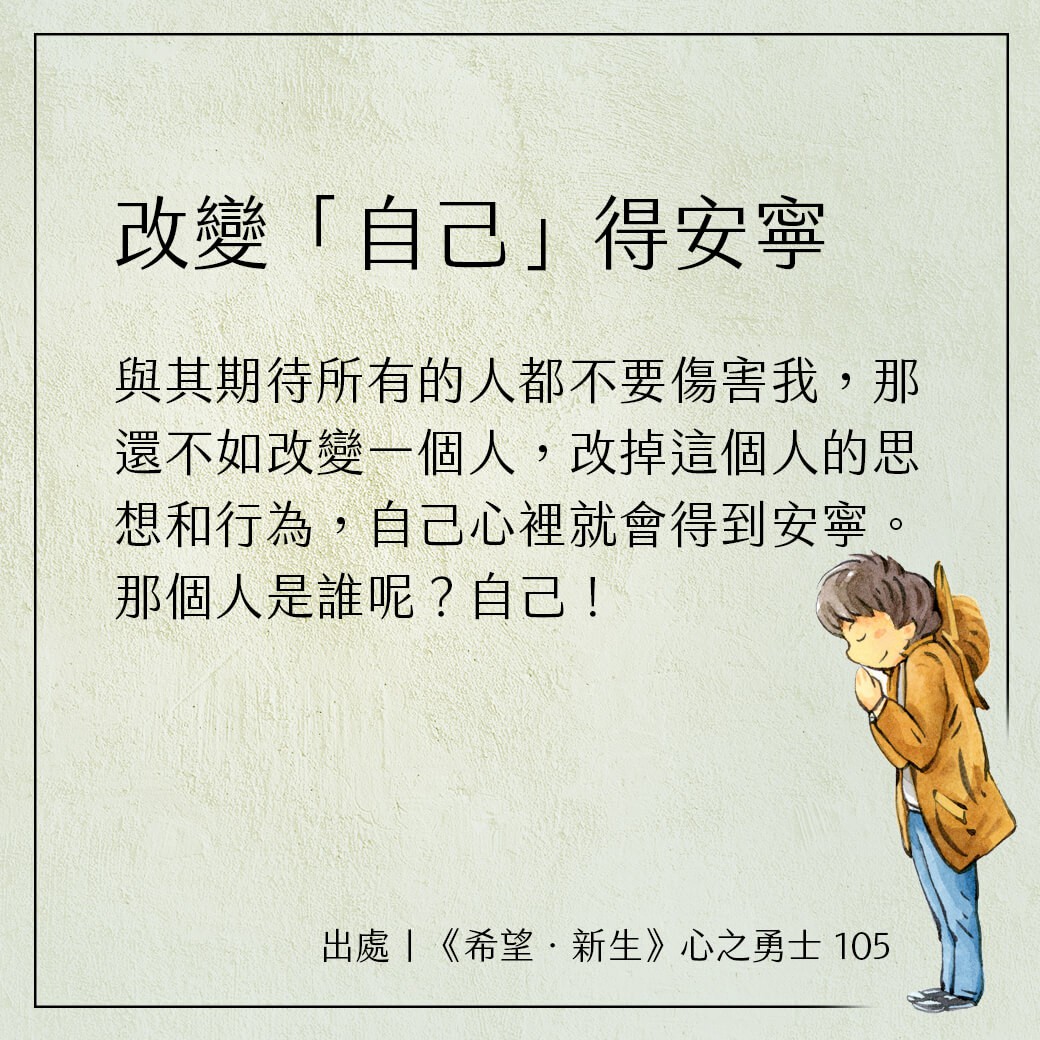 改變「自己」得安寧
與其期待所有的人都不要傷害我，那
還不如改變一個人，改掉這個人的思
想和行為，自己心裡就會得到安寧。
那個人是誰呢？自己！
出處｜《希望．新生》心之勇士 105